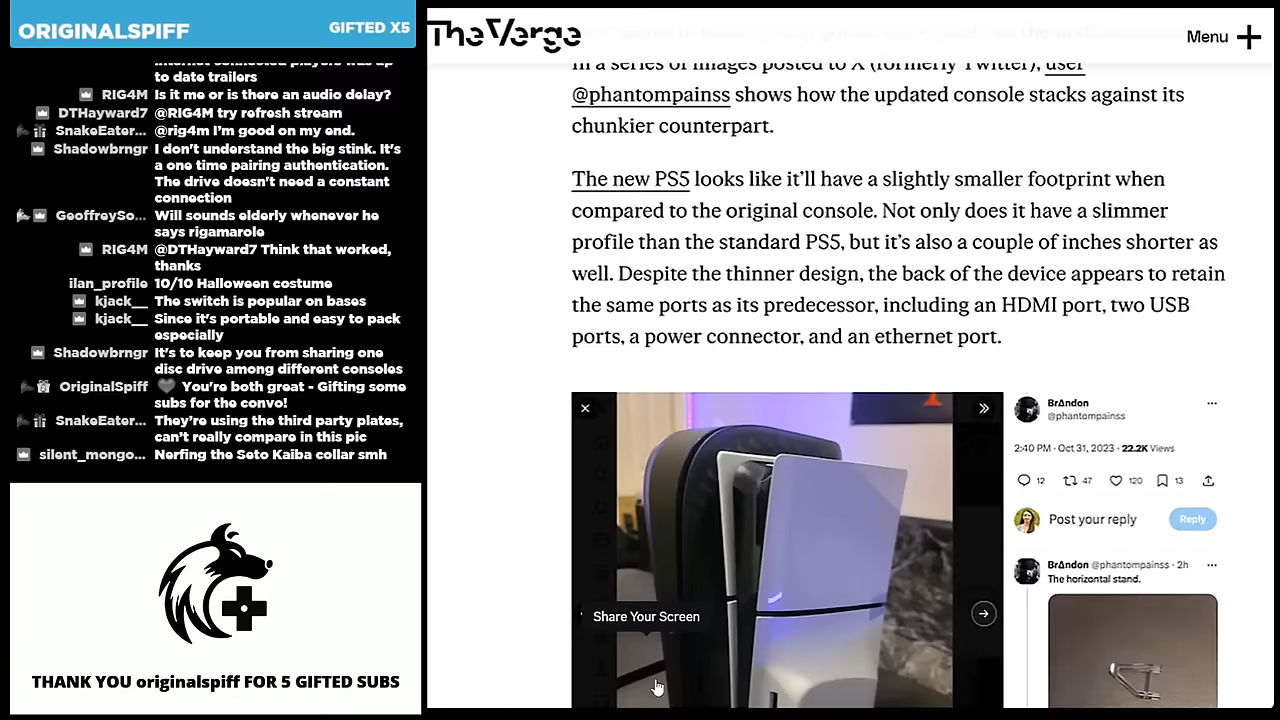 ORIGINALSPIFF
GIFTED X5
internet connected players was up
to date trailers
RIG4M Is it me or is there an audio delay?
DTHayward7 @RIG4M try refresh stream
SnakeEater... @rig4m I’m good on my end.
Shadowbrngr I don’t understand the big stink. It’s
a one time pairing authentication.
The drive doesn’t need a constant
connection
GeoffreySo... Will sounds elderly whenever he
says rigamarole
RIG4M @DTHayward7 Think that worked,
thanks
ilan_profile 10/10 Halloween costume
kjack__ The switch is popular on bases
kjack__ Since it’s portable and easy to pack
especially
Shadowbrngr It’s to keep you from sharing one
disc drive among different consoles
OriginalSpiff You’re both great - Gifting some
subs for the convo!
SnakeEater... They’re using the third party plates,
can’t really compare in this pic
silent_mongo... Nerfing the Seto Kaiba collar smh
THANK YOU originalspiff FOR 5 GIFTED SUBS
The Verge
Menu
in a series of images posted to X (formerly Twitter), user
@phantompainss shows how the updated console stacks against its
chunkier counterpart.
The new PS5 looks like it’ll have a slightly smaller footprint when
compared to the original console. Not only does it have a slimmer
profile than the standard PS5, but it’s also a couple of inches shorter as
well. Despite the thinner design, the back of the device appears to retain
the same ports as its predecessor, including an HDMI port, two USB
ports, a power connector, and an ethernet port.
Share Your Screen
BrΔndon
@phantompainss
2:40 PM · Oct 31, 2023 · 22.2K Views
12 47 120 13
Post your reply
Reply
BrΔndon @phantompainss · 2h
The horizontal stand.